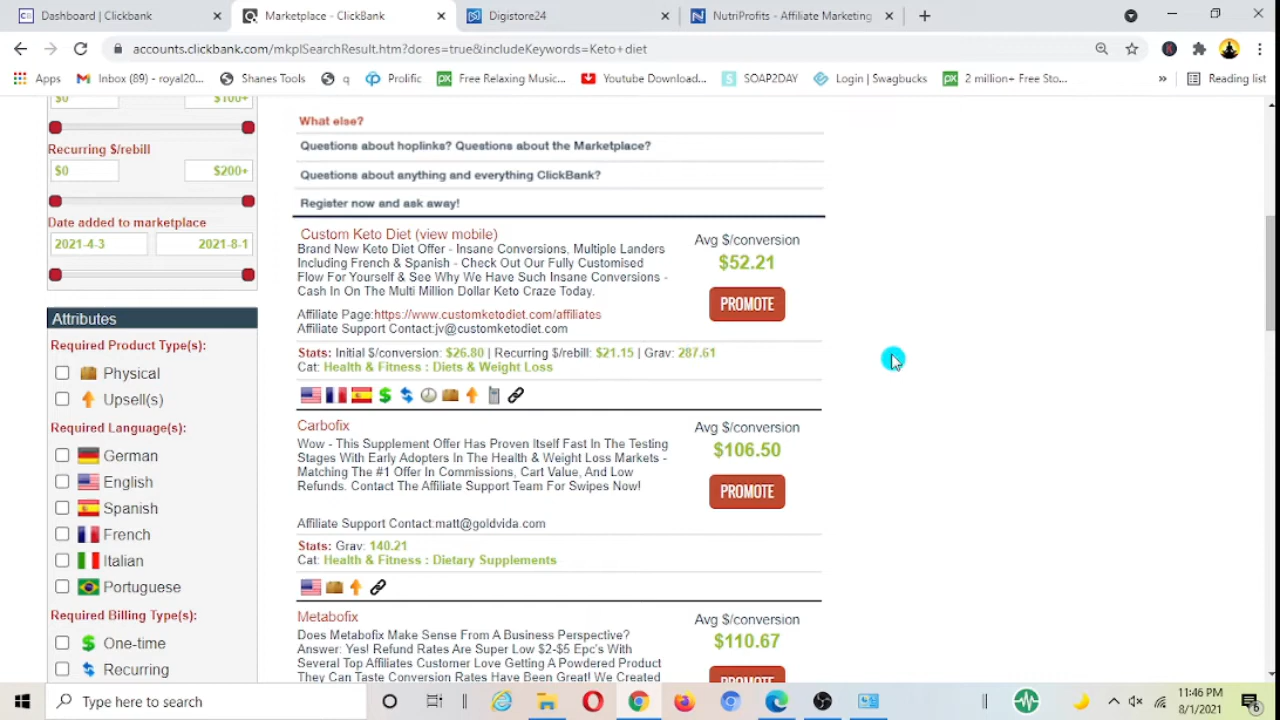 Dashboard | Clickbank
Marketplace - ClickBank
Digistore24
NutriProfits - Affiliate Marketing
accounts.clickbank.com/mkplSearchResult.htm?dores=true&includeKeywords=Keto+diet
Apps
Inbox (89) - royal20...
Shanes Tools
q
Prolific
Free Relaxing Music...
Youtube Download...
SOAP2DAY
Login | Swagbucks
2 million+ Free Sto...
»
Reading list
$0
$100+
Recurring $/rebill
$0
$200+
Date added to marketplace
2021-4-3
2021-8-1
Attributes
Required Product Type(s):
Physical
Upsell(s)
Required Language(s):
German
English
Spanish
French
Italian
Portuguese
Required Billing Type(s):
One-time
Recurring
What else?
Questions about hoplinks? Questions about the Marketplace?
Questions about anything and everything ClickBank?
Register now and ask away!
Custom Keto Diet (view mobile)
Brand New Keto Diet Offer - Insane Conversions, Multiple Landers
Including French & Spanish - Check Out Our Fully Customised
Flow For Yourself & See Why We Have Such Insane Conversions -
Cash In On The Multi Million Dollar Keto Craze Today.
Affiliate Page:https://www.customketodiet.com/affiliates
Affiliate Support Contact:jv@customketodiet.com
Stats: Initial $/conversion: $26.80 | Recurring $/rebill: $21.15 | Grav: 287.61
Cat: Health & Fitness : Diets & Weight Loss
Avg $/conversion
$52.21
PROMOTE
Carbofix
Wow - This Supplement Offer Has Proven Itself Fast In The Testing
Stages With Early Adopters In The Health & Weight Loss Markets -
Matching The #1 Offer In Commissions, Cart Value, And Low
Refunds. Contact The Affiliate Support Team For Swipes Now!
Affiliate Support Contact:matt@goldvida.com
Stats: Grav: 140.21
Cat: Health & Fitness : Dietary Supplements
Avg $/conversion
$106.50
PROMOTE
Metabofix
Does Metabofix Make Sense From A Business Perspective?
Answer: Yes! Refund Rates Are Super Low $2-$5 Epc's With
Several Top Affiliates Customer Love Getting A Powdered Product
They Can Taste Conversion Rates Have Been Great! We Created
Avg $/conversion
$110.67
PROMOTE
Type here to search
11:46 PM
8/1/2021